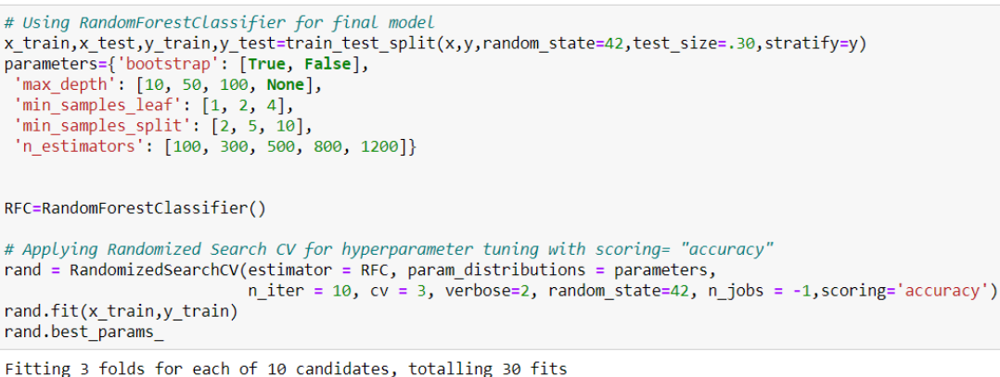 # Using RandomForestClassifier for final model
x_train,x_test,y_train,y_test=train_test_split(x,y,random_state=42,test_size=.30,stratify=y)
parameters={'bootstrap': [True, False],
 'max_depth': [10, 50, 100, None],
 'min_samples_leaf': [1, 2, 4],
 'min_samples_split': [2, 5, 10],
 'n_estimators': [100, 300, 500, 800, 1200]}
RFC=RandomForestClassifier()
# Applying Randomized Search CV for hyperparameter tuning with scoring= "accuracy"
rand = RandomizedSearchCV(estimator = RFC, param_distributions = parameters,
                          n_iter = 10, cv = 3, verbose=2, random_state=42, n_jobs = -1,scoring='accuracy')
rand.fit(x_train,y_train)
rand.best_params_
Fitting 3 folds for each of 10 candidates, totalling 30 fits